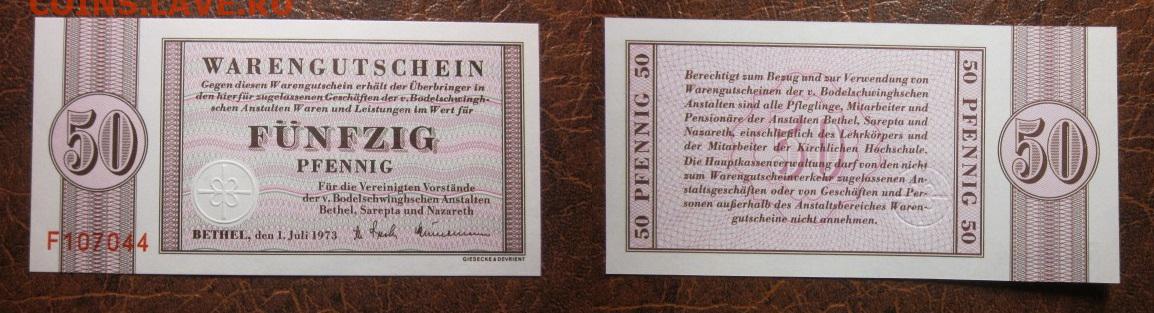 COINS.LAVE.RU
WARENGUTSCHEIN
Gegen diesen Warengutschein erhält der Überbringer in
den hierfür zugelassenen Geschäften der v. Bodelschwingh-
schen Anstalten Waren und Leistungen im Wert für
FÜNFZIG
PFENNIG
50
Für die Vereinigten Vorstände
der v. Bodelschwinghschen Anstalten
Bethel, Sarepta und Nazareth
BETHEL, den 1. Juli 1973
F107044
GIESECKE & DEVRIENT
50 PFENNIG 50
Berechtigt zum Bezug und zur Verwendung von
Warengutscheinen der v. Bodelschwinghschen
Anstalten sind alle Pfleglinge, Mitarbeiter und
Pensionäre der Anstalten Bethel, Sarepta und
Nazareth, einschließlich des Lehrkörpers und
der Mitarbeiter der Kirchlichen Hochschule.
Die Hauptkassenverwaltung darf von den nicht
zum Warengutscheinverkehr zugelassenen An-
staltsgeschäften oder von Geschäften und Per-
sonen außerhalb des Anstaltsbereiches Waren-
gutscheine nicht annehmen.
50 PFENNIG 50
50